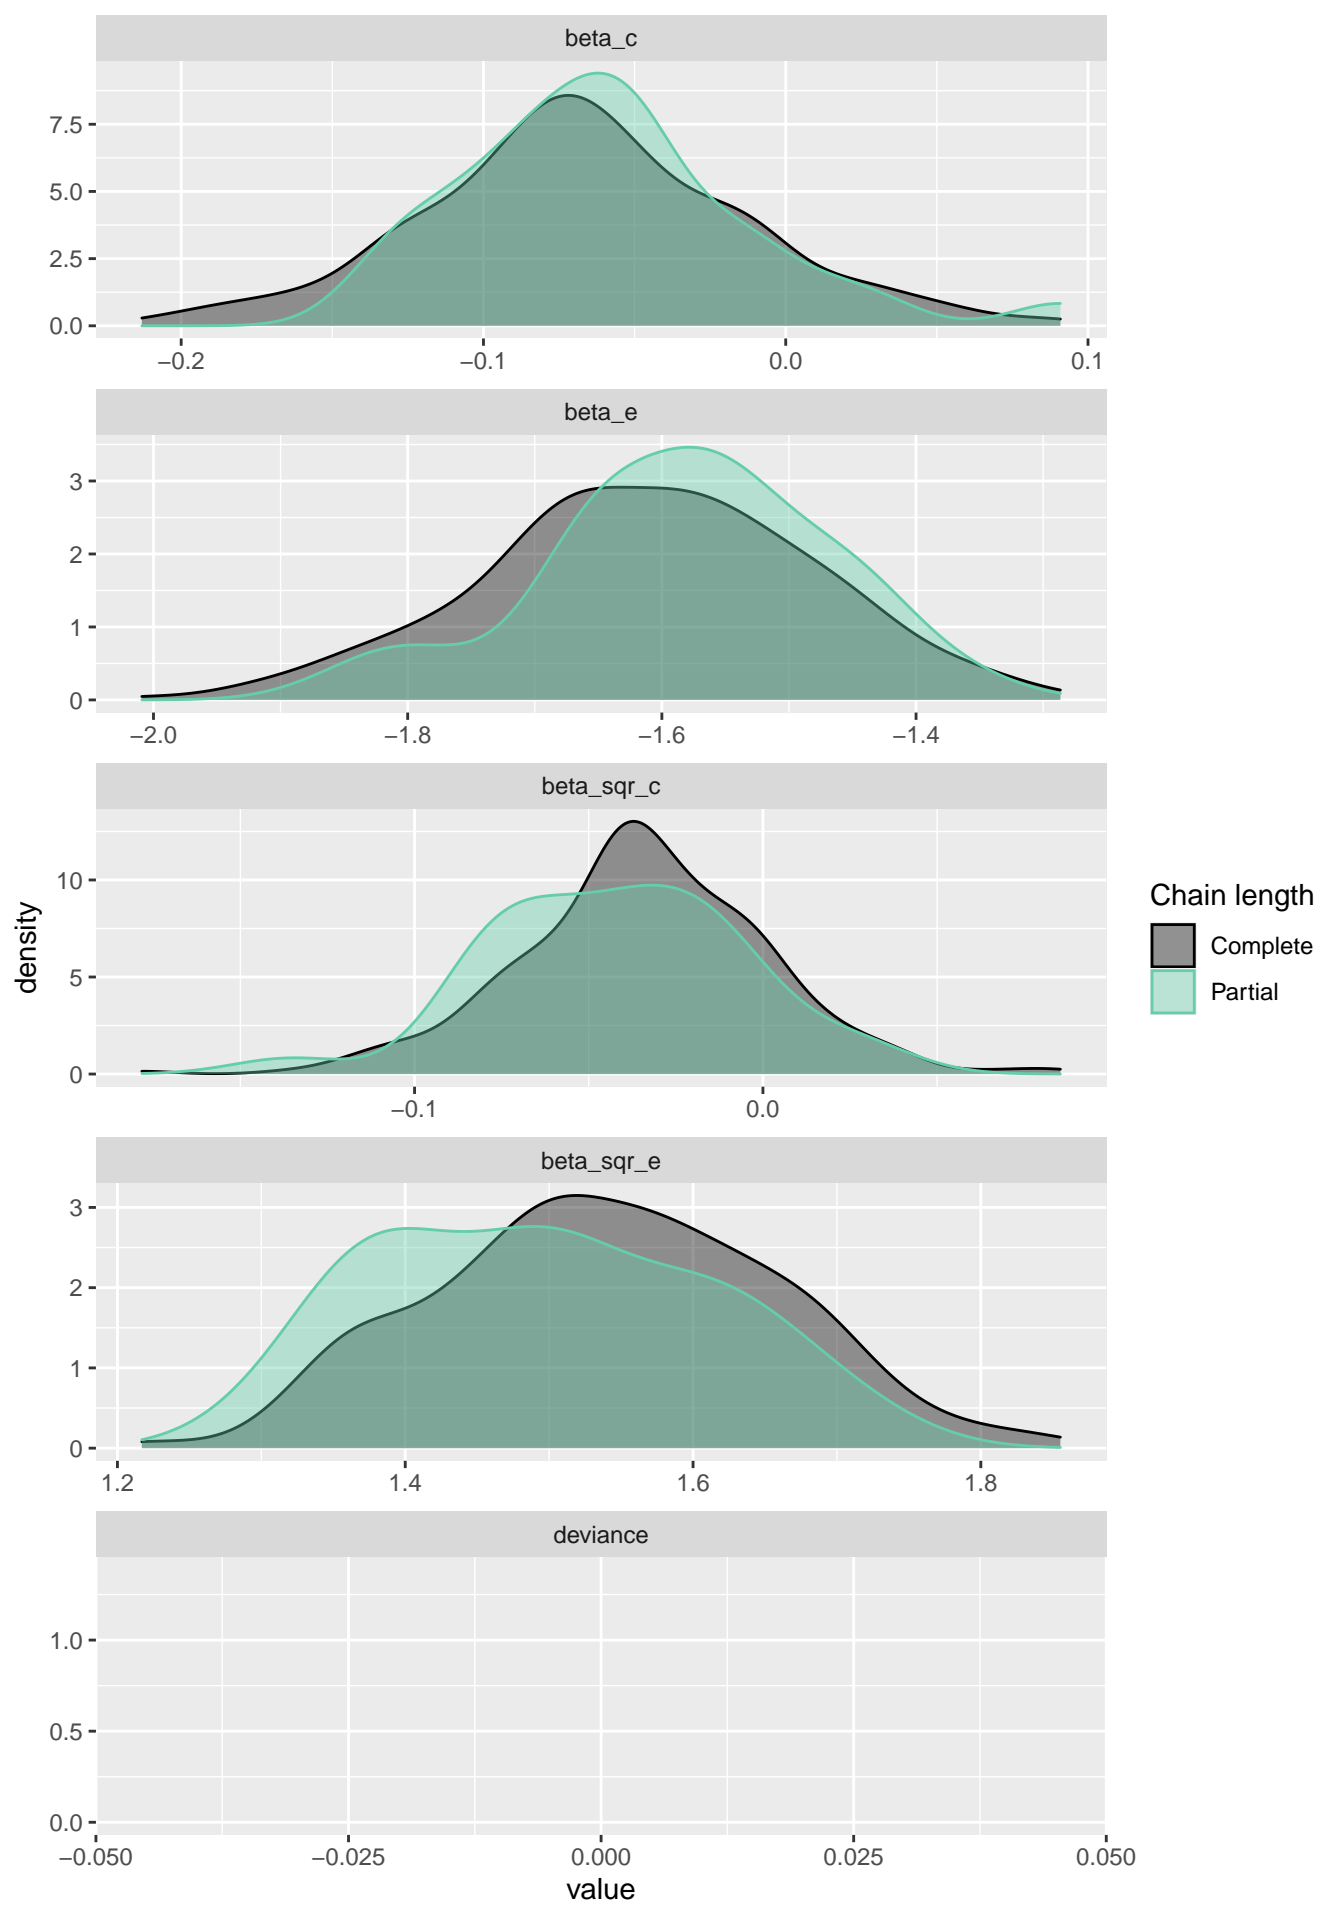 beta_c
7.5
5.0
2.5
0.0
−0.2 −0.1 0.0 0.1
beta_e
3
2
1
0
−2.0 −1.8 −1.6 −1.4
beta_sqr_c
10
5
0
−0.1 0.0
beta_sqr_e
3
2
1
0
1.2 1.4 1.6 1.8
deviance
1.0
0.5
0.0
−0.050 −0.025 0.000 0.025 0.050
value
density
Chain length
Complete
Partial